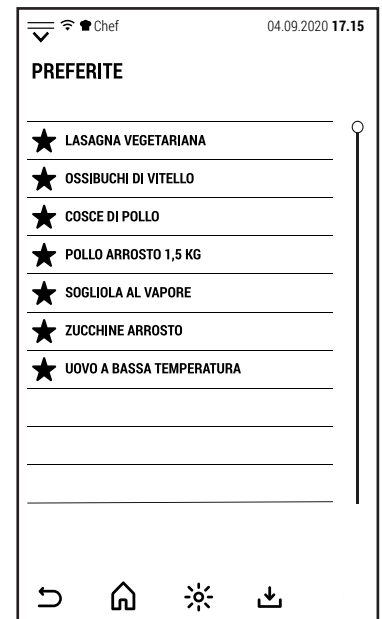 Chef 04.09.2020 17.15
PREFERITE
LASAGNA VEGETARIANA
OSSIBUCHI DI VITELLO
COSCE DI POLLO
POLLO ARROSTO 1,5 KG
SOGLIOLA AL VAPORE
ZUCCHINE ARROSTO
UOVO A BASSA TEMPERATURA